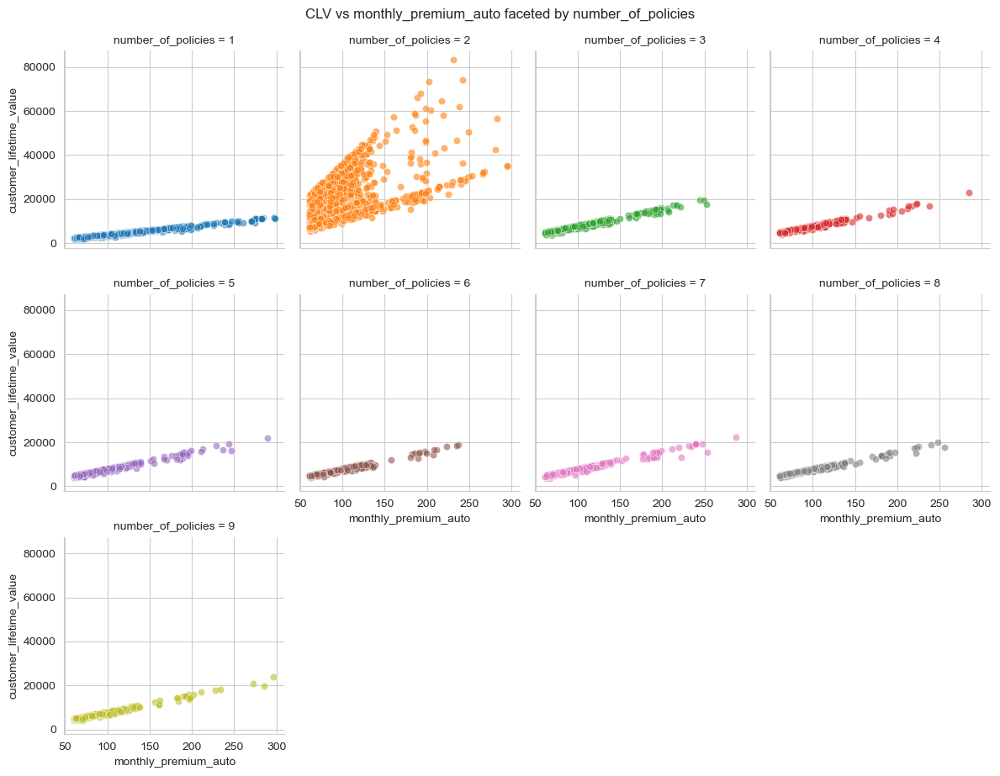 CLV vs monthly_premium_auto faceted by number_of_policies
number_of_policies = 1
number_of_policies = 2
number_of_policies = 3
number_of_policies = 4
customer_lifetime_value
80000
60000
40000
20000
0
number_of_policies = 5
number_of_policies = 6
number_of_policies = 7
number_of_policies = 8
customer_lifetime_value
80000
60000
40000
20000
0
50 100 150 200 250 300
monthly_premium_auto
50 100 150 200 250 300
monthly_premium_auto
50 100 150 200 250 300
monthly_premium_auto
number_of_policies = 9
customer_lifetime_value
80000
60000
40000
20000
0
50 100 150 200 250 300
monthly_premium_auto